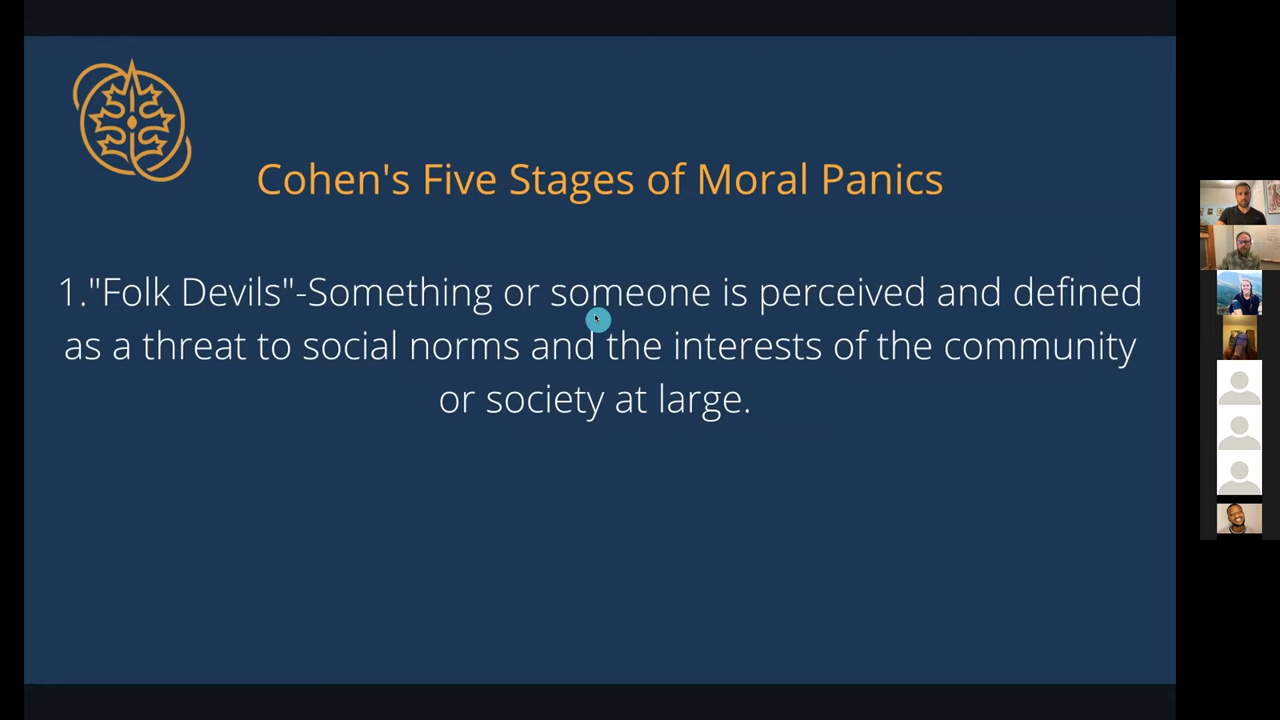 Cohen's Five Stages of Moral Panics
1."Folk Devils"-Something or someone is perceived and defined
as a threat to social norms and the interests of the community
or society at large.